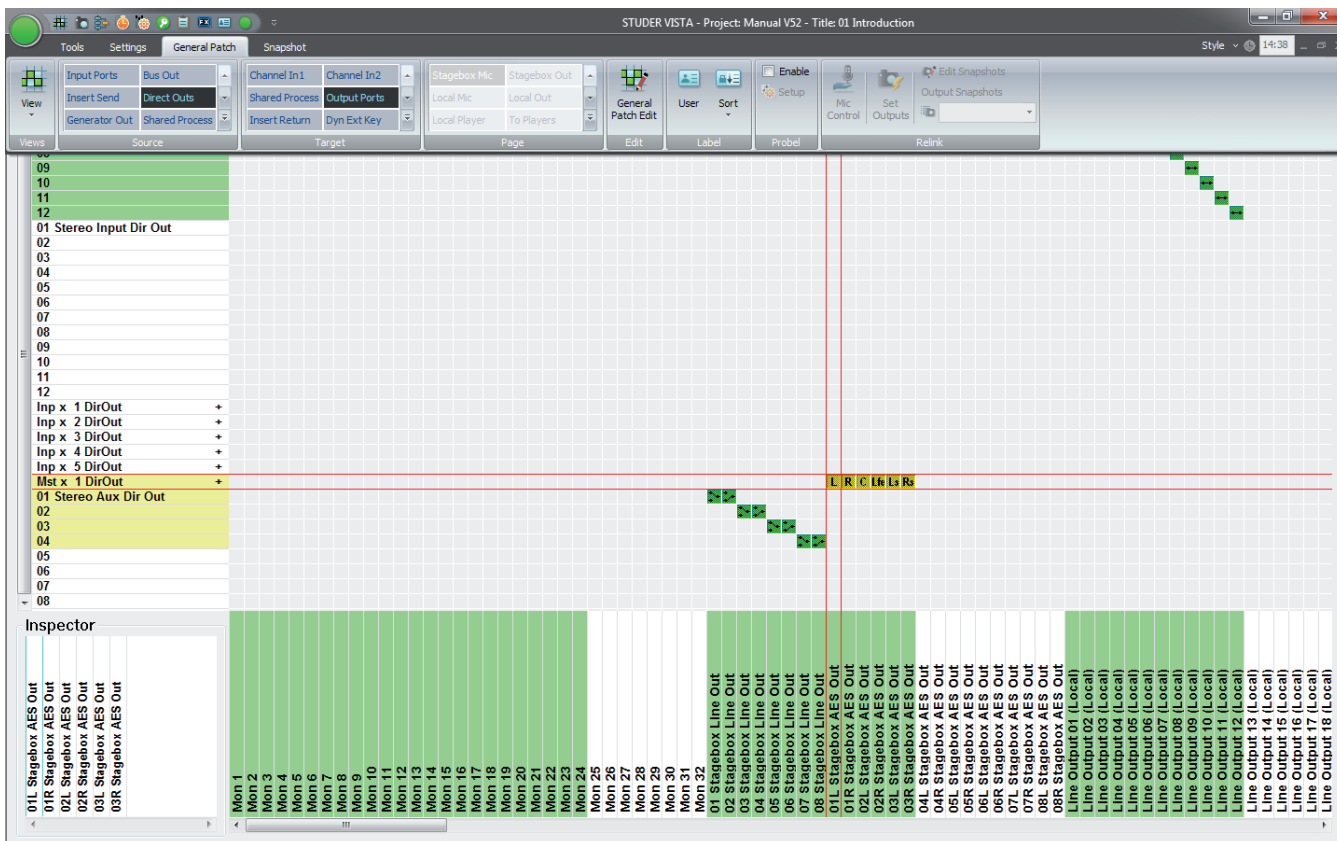 STUDER VISTA - Project: Manual V52 - Title: 01 Introduction
FX
Tools Settings General Patch Snapshot
Style 14:38
View
Input Ports Bus Out
Insert Send Direct Outs
Generator Out Shared Process
Channel In1 Channel In2
Shared Process Output Ports
Insert Return Dyn Ext Key
Stagebox Mic Stagebox Out
Local Mic Local Out
Local Player To Players
General Patch Edit
User Sort
Enable
Setup
Mic Control
Set Outputs
Edit Snapshots
Output Snapshots
Views Source Target Page Edit Label Probel Relink
09
10
11
12
01 Stereo Input Dir Out
02
03
04
05
06
07
08
09
10
11
12
Inp x 1 DirOut +
Inp x 2 DirOut +
Inp x 3 DirOut +
Inp x 4 DirOut +
Inp x 5 DirOut +
Mst x 1 DirOut + L R C Lfe Ls Rs
01 Stereo Aux Dir Out
02
03
04
05
06
07
08
Inspector
01L Stagebox AES Out
01R Stagebox AES Out
02L Stagebox AES Out
02R Stagebox AES Out
03L Stagebox AES Out
03R Stagebox AES Out
Mon 1
Mon 2
Mon 3
Mon 4
Mon 5
Mon 6
Mon 7
Mon 8
Mon 9
Mon 10
Mon 11
Mon 12
Mon 13
Mon 14
Mon 15
Mon 16
Mon 17
Mon 18
Mon 19
Mon 20
Mon 21
Mon 22
Mon 23
Mon 24
Mon 25
Mon 26
Mon 27
Mon 28
Mon 29
Mon 30
Mon 31
Mon 32
01 Stagebox Line Out
02 Stagebox Line Out
03 Stagebox Line Out
04 Stagebox Line Out
05 Stagebox Line Out
06 Stagebox Line Out
07 Stagebox Line Out
08 Stagebox Line Out
01L Stagebox AES Out
01R Stagebox AES Out
02L Stagebox AES Out
02R Stagebox AES Out
03L Stagebox AES Out
03R Stagebox AES Out
04L Stagebox AES Out
04R Stagebox AES Out
05L Stagebox AES Out
05R Stagebox AES Out
06L Stagebox AES Out
06R Stagebox AES Out
07L Stagebox AES Out
07R Stagebox AES Out
08L Stagebox AES Out
08R Stagebox AES Out
Line Output 01 (Local)
Line Output 02 (Local)
Line Output 03 (Local)
Line Output 04 (Local)
Line Output 05 (Local)
Line Output 06 (Local)
Line Output 07 (Local)
Line Output 08 (Local)
Line Output 09 (Local)
Line Output 10 (Local)
Line Output 11 (Local)
Line Output 12 (Local)
Line Output 13 (Local)
Line Output 14 (Local)
Line Output 15 (Local)
Line Output 16 (Local)
Line Output 17 (Local)
Line Output 18 (Local)